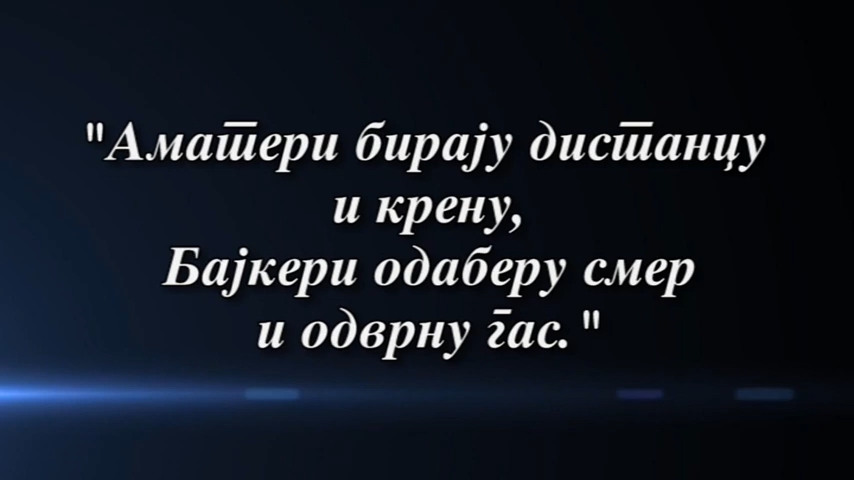 "Аматери бирају дистанцу
и крену,
Бајкери одаберу смер
и одврну гас."